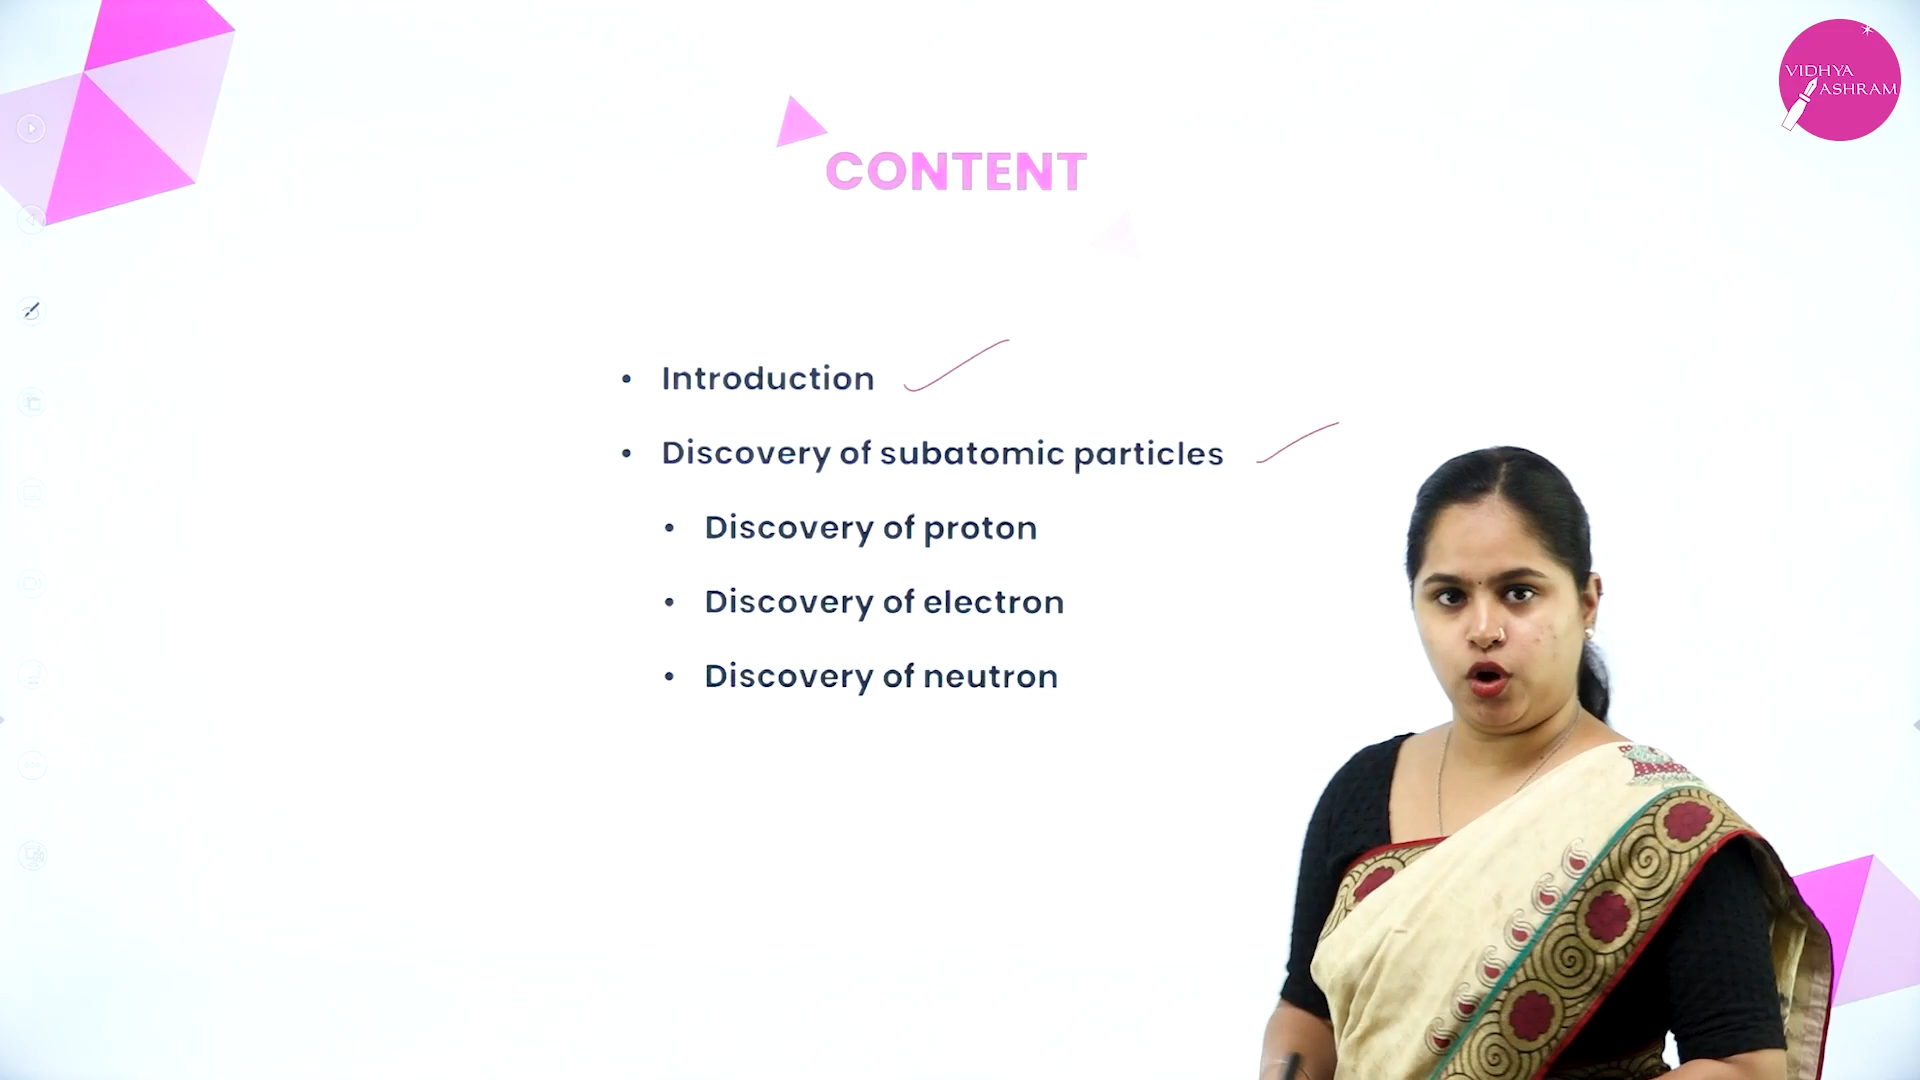 VIDHYA
ASHRAM
CONTENT
• Introduction
• Discovery of subatomic particles
• Discovery of proton
• Discovery of electron
• Discovery of neutron